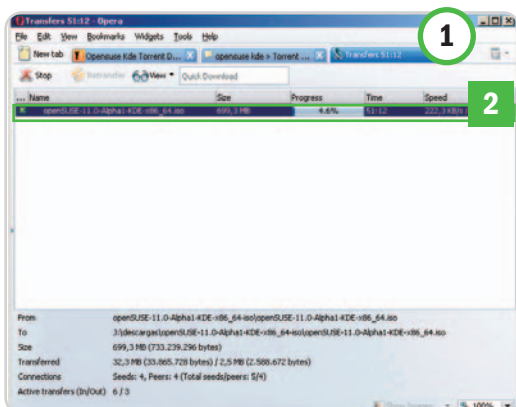 Transfers 51:12 - Opera
File Edit View Bookmarks Widgets Tools Help
New tab Opensuse Kde Torrent D... opensuse kde > Torrent ... Transfers 51:12
1
Stop Retransfer View Quick Download
... Name Size Progress Time Speed
2
openSUSE-11.0-Alpha1-KDE-x86_64.iso 699,3 MB 4.6% 51:12 222,3 KB/s
From openSUSE-11.0-Alpha1-KDE-x86_64-iso\openSUSE-11.0-Alpha1-KDE-x86_64.iso
To J:\descargas\openSUSE-11.0-Alpha1-KDE-x86_64-iso\openSUSE-11.0-Alpha1-KDE-x86_64.iso
Size 699,3 MB (733.239.296 bytes)
Transferred 32,3 MB (33.865.728 bytes) / 2,5 MB (2.588.672 bytes)
Connections Seeds: 4, Peers: 4 (Total seeds/peers: 5/4)
Active transfers (In/Out) 6 / 3
Show Images 100%